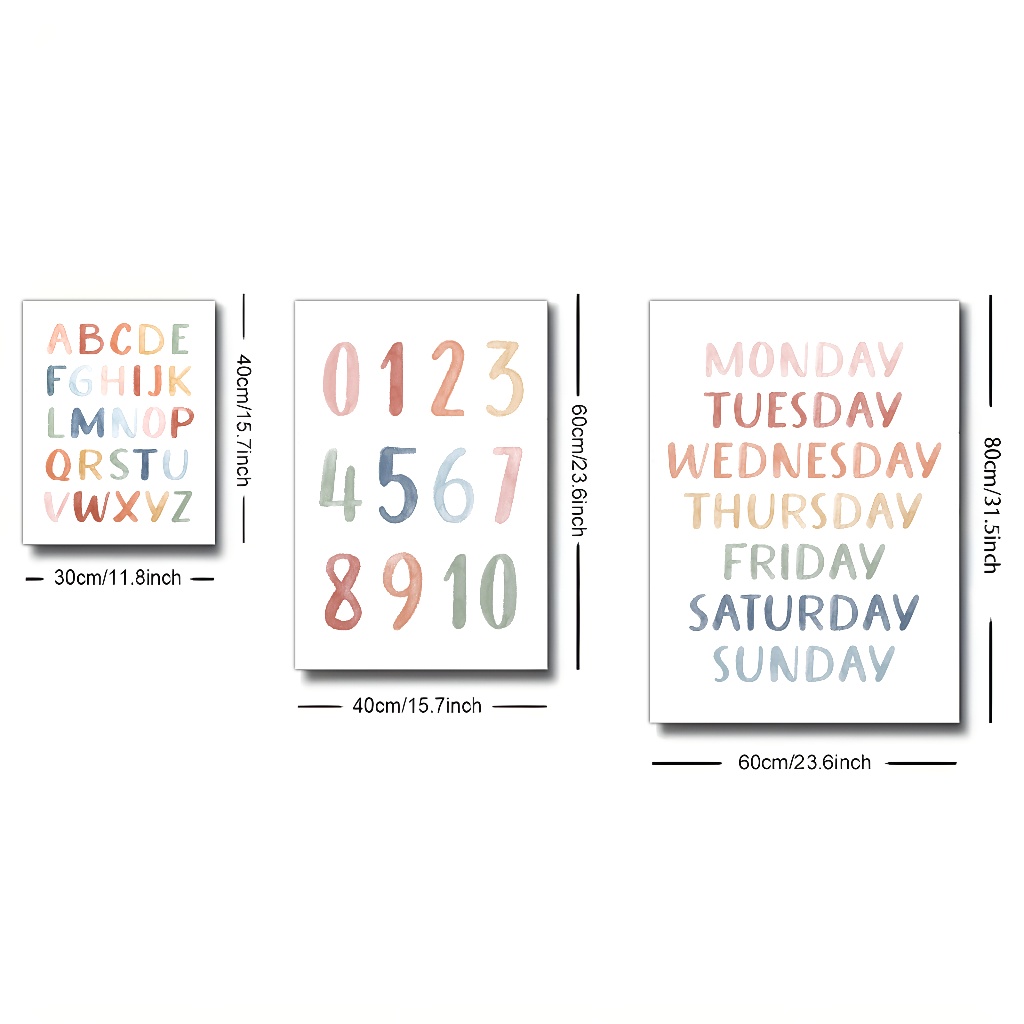 ABCDE
FGHIJK
LMNOP
QRSTU
VWXYZ
40cm/15.7inch
30cm/11.8inch
0123
4567
8910
60cm/23.6inch
40cm/15.7inch
MONDAY
TUESDAY
WEDNESDAY
THURSDAY
FRIDAY
SATURDAY
SUNDAY
80cm/31.5inch
60cm/23.6inch